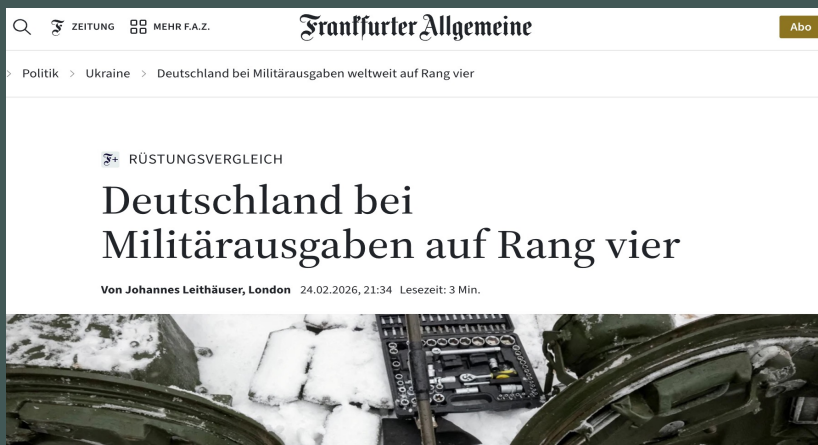 ZEITUNG MEHR F.A.Z. Frankfurter Allgemeine Abo
Politik > Ukraine > Deutschland bei Militärausgaben weltweit auf Rang vier
F+ RÜSTUNGSVERGLEICH
Deutschland bei
Militärausgaben auf Rang vier
Von Johannes Leithäuser, London 24.02.2026, 21:34 Lesezeit: 3 Min.